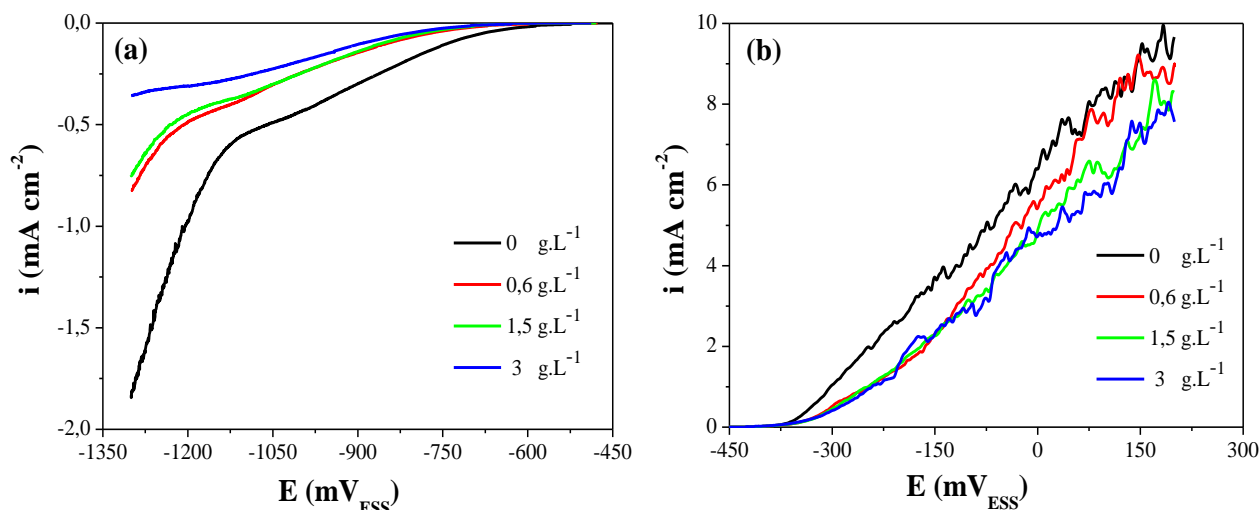 (a)
0,0
-0,5
-1,0
-1,5
-2,0
i (mA cm⁻²)
0 g.L⁻¹
0,6 g.L⁻¹
1,5 g.L⁻¹
3 g.L⁻¹
-1350 -1200 -1050 -900 -750 -600 -450
E (mV_ESS)
(b)
10
8
6
4
2
0
i (mA cm⁻²)
0 g.L⁻¹
0,6 g.L⁻¹
1,5 g.L⁻¹
3 g.L⁻¹
-450 -300 -150 0 150 300
E (mV_ESS)